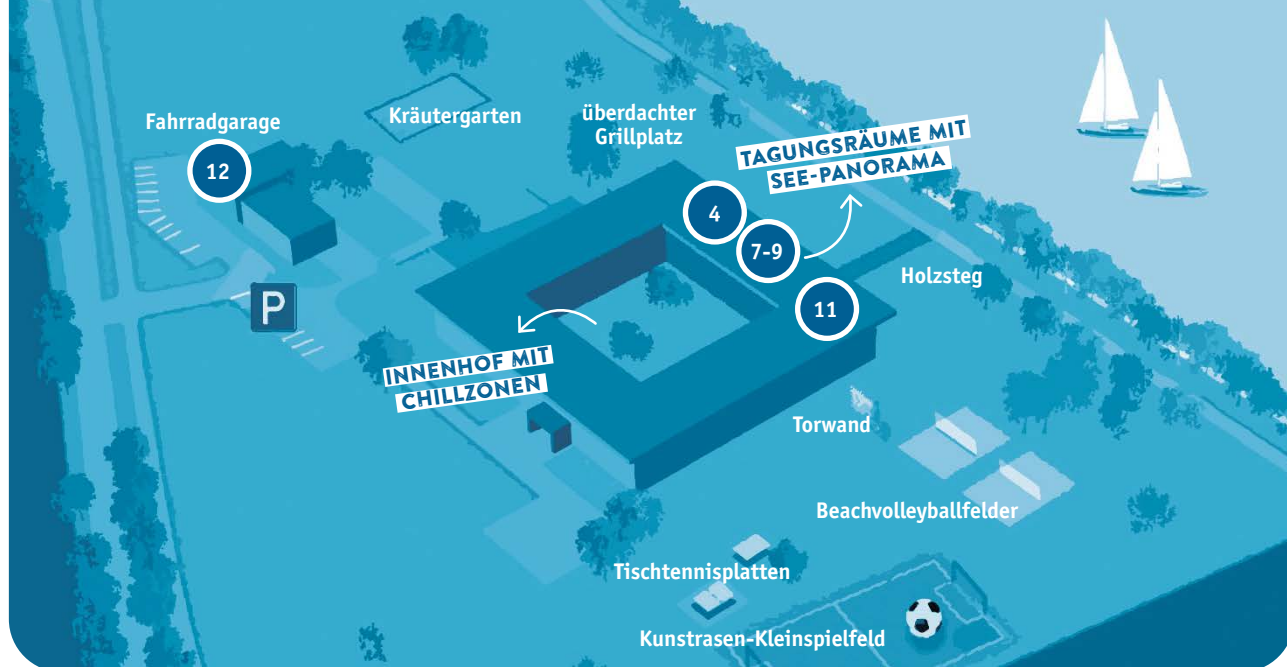 Fahrradgarage
12
Kräutergarten
überdachter
Grillplatz
TAGUNGSRÄUME MIT
SEE-PANORAMA
4
7-9
11
Holzsteg
P
INNENHOF MIT
CHILLZONEN
Torwand
Beachvolleyballfelder
Tischtennisplatten
Kunstrasen-Kleinspielfeld